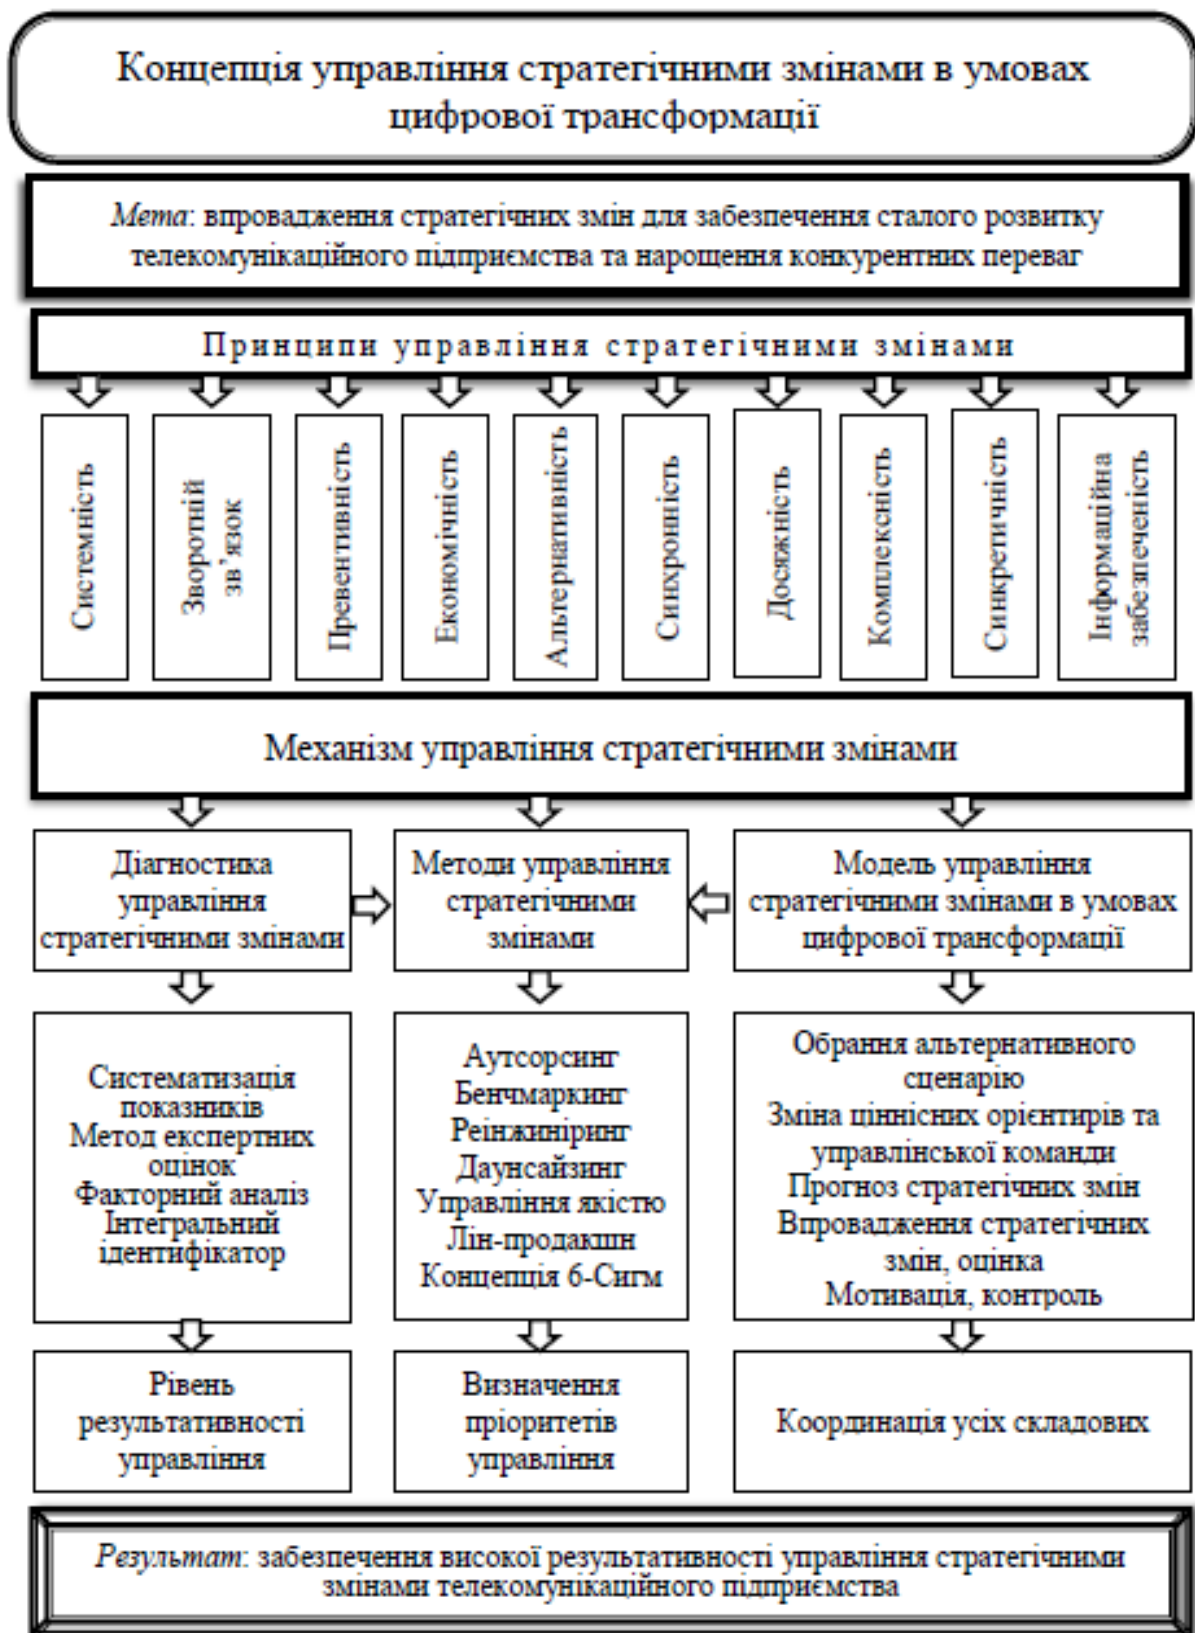 Концепція управління стратегічними змінами в умовах
цифрової трансформації
Мета: впровадження стратегічних змін для забезпечення сталого розвитку
телекомунікаційного підприємства та нарощення конкурентних переваг
Принципи управління стратегічними змінами
Системність
Зворотній
зв’язок
Превентивність
Економічність
Альтернативність
Синхронність
Досяжність
Комплексність
Синкретичність
Інформаційна
забезпеченість
Механізм управління стратегічними змінами
Діагностика
управління
стратегічними змінами
Методи управління
стратегічними
змінами
Модель управління
стратегічними змінами в умовах
цифрової трансформації
Систематизація
показників
Метод експертних
оцінок
Факторний аналіз
Інтегральний
ідентифікатор
Аутсорсинг
Бенчмаркинг
Реінжиніринг
Даунсайзинг
Управління якістю
Лін-продакшн
Концепція 6-Сигм
Обрання альтернативного
сценарію
Зміна ціннісних орієнтирів та
управлінської команди
Прогноз стратегічних змін
Впровадження стратегічних
змін, оцінка
Мотивація, контроль
Рівень
результативності
управління
Визначення
пріоритетів
управління
Координація усіх складових
Результат: забезпечення високої результативності управління стратегічними
змінами телекомунікаційного підприємства